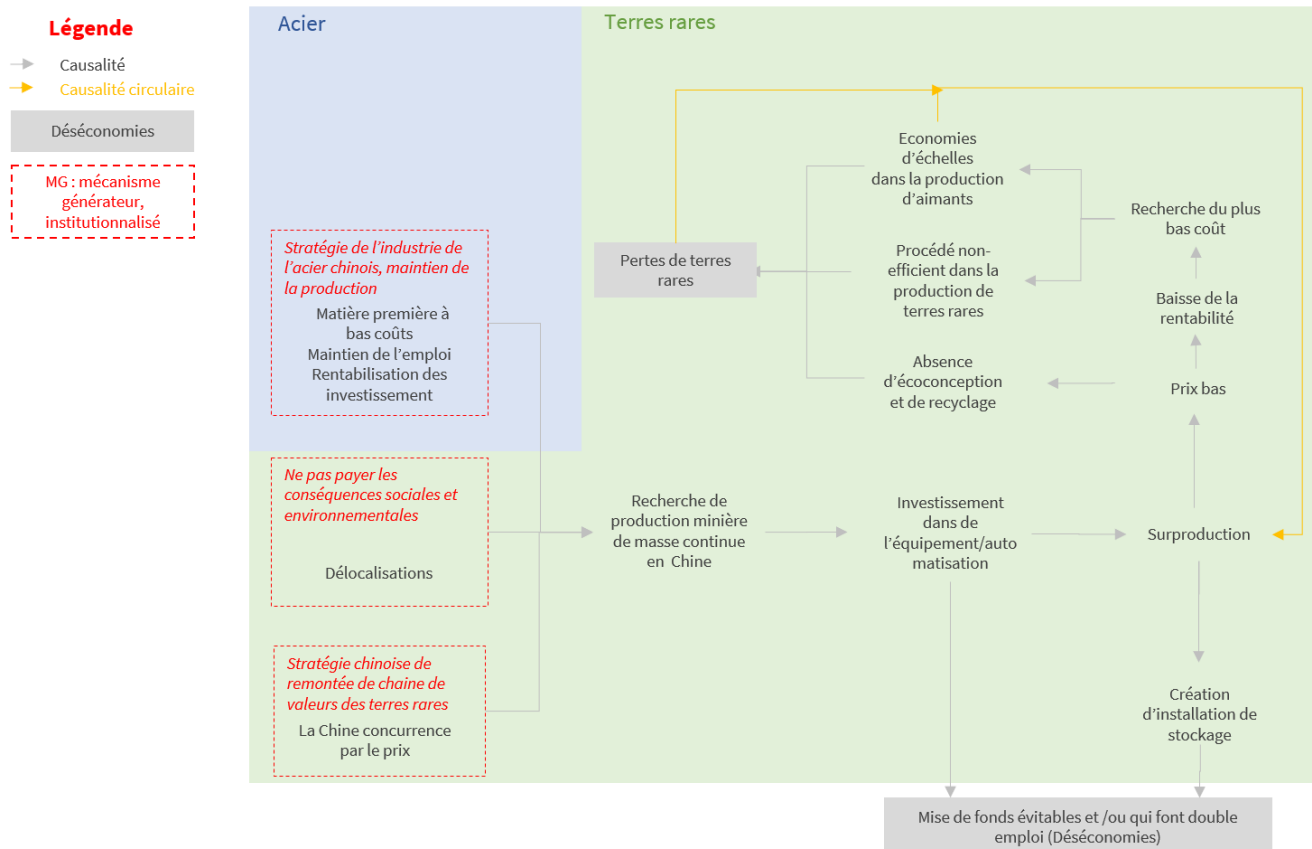 Légende
Causalité
Causalité circulaire
Déséconomies
MG : mécanisme
générateur,
institutionnalisé
Acier
Terres rares
Stratégie de l'industrie de
l'acier chinois, maintien de
la production
Matière première à
bas coûts
Maintien de l'emploi
Rentabilisation des
investissement
Ne pas payer les
conséquences sociales et
environnementales
Délocalisations
Stratégie chinoise de
remontée de chaine de
valeurs des terres rares
La Chine concurrence
par le prix
Recherche de
production minière
de masse continue
en Chine
Pertes de terres
rares
Economies
d'échelles
dans la production
d'aimants
Procédé non-
efficient dans la
production de
terres rares
Absence
d'écoconception
et de recyclage
Investissement
dans de
l'équipement/auto
matisation
Recherche du plus
bas coût
Baisse de la
rentabilité
Prix bas
Surproduction
Création
d'installation de
stockage
Mise de fonds évitables et /ou qui font double
emploi (Déséconomies)